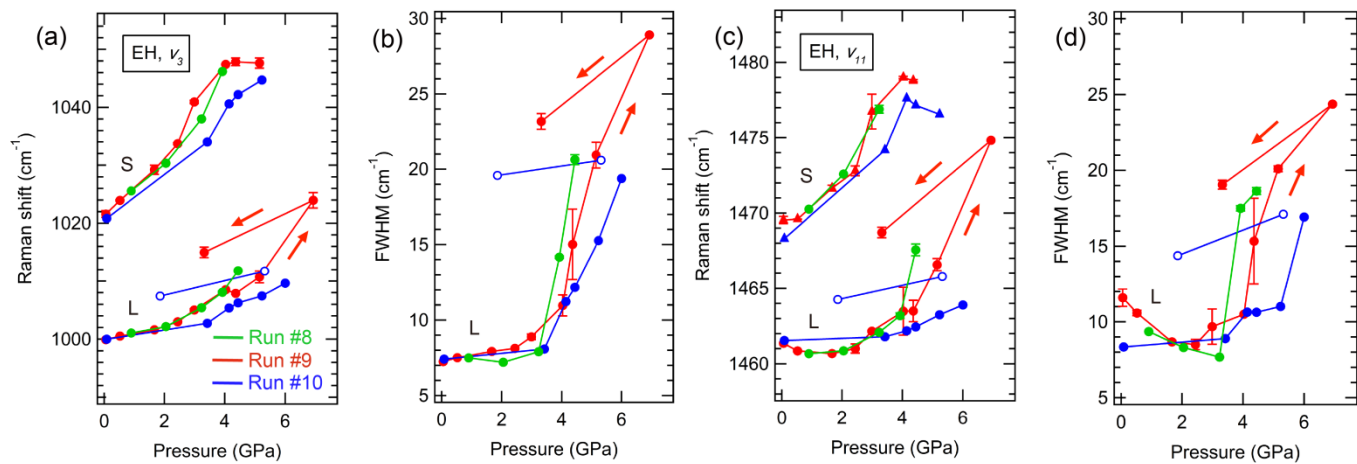 (a)
EH, ν3
1040
1020
1000
Raman shift (cm-1)
S
L
Run #8
Run #9
Run #10
0 2 4 6
Pressure (GPa)
(b)
30
25
20
15
10
5
FWHM (cm-1)
L
0 2 4 6
Pressure (GPa)
(c)
EH, ν11
1480
1470
1460
Raman shift (cm-1)
S
L
0 2 4 6
Pressure (GPa)
(d)
30
25
20
15
10
5
FWHM (cm-1)
L
0 2 4 6
Pressure (GPa)